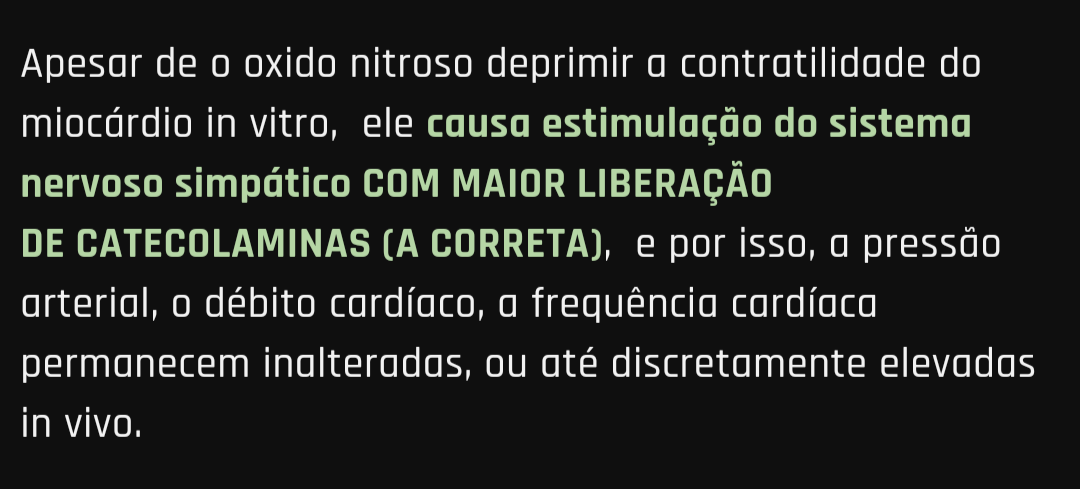 Apesar de o oxido nitroso deprimir a contratilidade do
miocárdio in vitro,  ele causa estimulação do sistema
nervoso simpático COM MAIOR LIBERAÇÃO
DE CATECOLAMINAS (A CORRETA),  e por isso, a pressão
arterial, o débito cardíaco, a frequência cardíaca
permanecem inalteradas, ou até discretamente elevadas
in vivo.